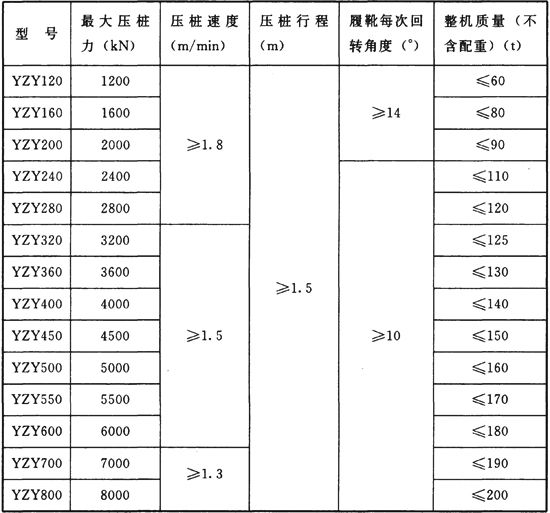 型 号 最大压桩力(kN) 压桩速度(m/min) 压桩行程(m) 履靴每次回转角度(°) 整机质量(不含配重)(t)
YZY120 1200 ≥1.8 ≥1.5 ≥14 ⩽60
YZY160 1600 ⩽80
YZY200 2000 ⩽90
YZY240 2400 ≥10 ⩽110
YZY280 2800 ⩽120
YZY320 3200 ≥1.5 ⩽125
YZY360 3600 ⩽130
YZY400 4000 ⩽140
YZY450 4500 ⩽150
YZY500 5000 ⩽160
YZY550 5500 ⩽170
YZY600 6000 ⩽180
YZY700 7000 ≥1.3 ⩽190
YZY800 8000 ⩽200